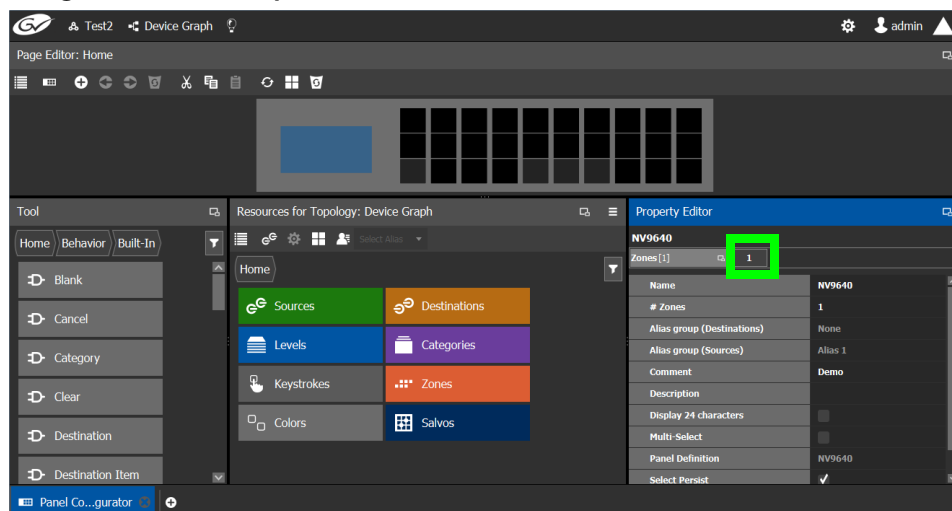 GV Test2 Device Graph admin
Page Editor: Home
Tool
Home Behavior Built-In
Blank
Cancel
Category
Clear
Destination
Destination Item
Resources for Topology: Device Graph
Select Alias
Home
Sources Destinations
Levels Categories
Keystrokes Zones
Colors Salvos
Property Editor
NV9640
Zones[1] 1
Name NV9640
# Zones 1
Alias group (Destinations) None
Alias group (Sources) Alias 1
Comment Demo
Description
Display 24 characters
Multi-Select
Panel Definition NV9640
Select Persist
Panel Co...gurator